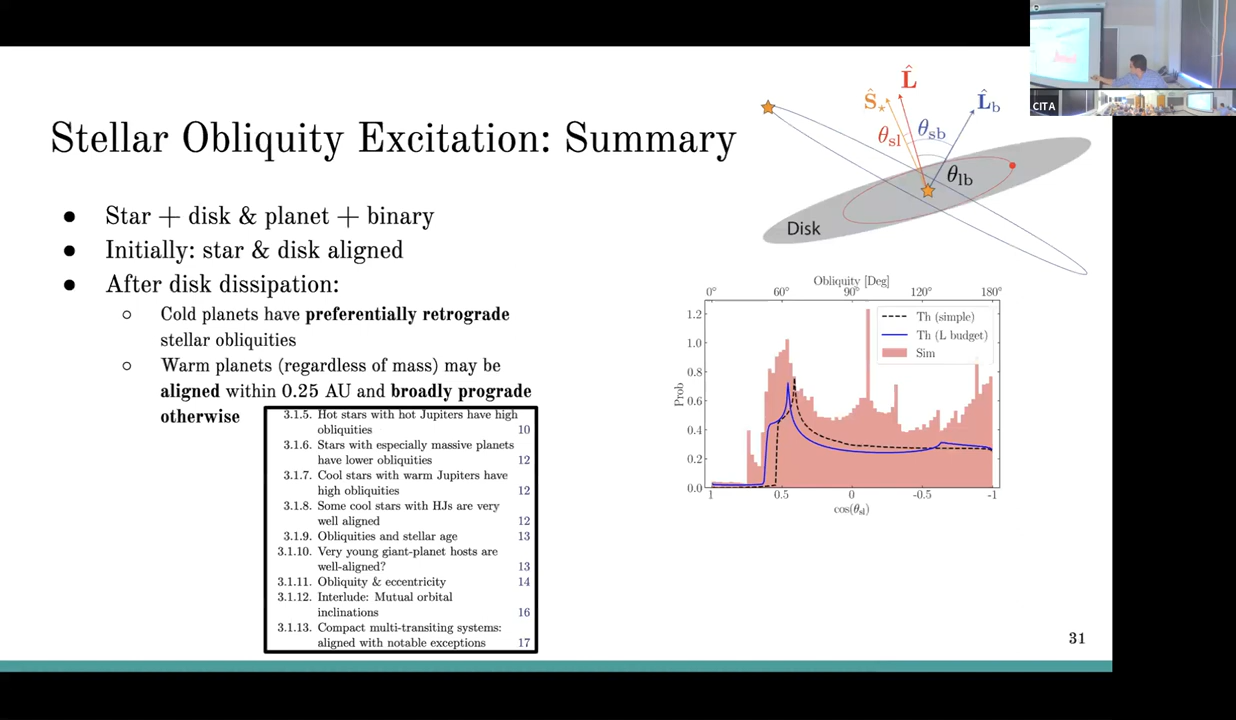 Stellar Obliquity Excitation: Summary
● Star + disk & planet + binary
● Initially: star & disk aligned
● After disk dissipation:
○ Cold planets have preferentially retrograde
stellar obliquities
○ Warm planets (regardless of mass) may be
aligned within 0.25 AU and broadly prograde
otherwise
3.1.5. Hot stars with hot Jupiters have high
obliquities 10
3.1.6. Stars with especially massive planets
have lower obliquities 12
3.1.7. Cool stars with warm Jupiters have
high obliquities 12
3.1.8. Some cool stars with HJs are very
well aligned 12
3.1.9. Obliquities and stellar age 13
3.1.10. Very young giant-planet hosts are
well-aligned? 13
3.1.11. Obliquity & eccentricity 14
3.1.12. Interlude: Mutual orbital
inclinations 16
3.1.13. Compact multi-transiting systems:
aligned with notable exceptions 17
L̂
Ŝ⋆ L̂b
θsl θsb
θlb
Disk
Obliquity [Deg]
0° 60° 90° 120° 180°
Th (simple)
Th (L budget)
Sim
Prob
1.2
1.0
0.8
0.6
0.4
0.2
0.0
1 0.5 0 -0.5 -1
cos(θsl)
31
CITA